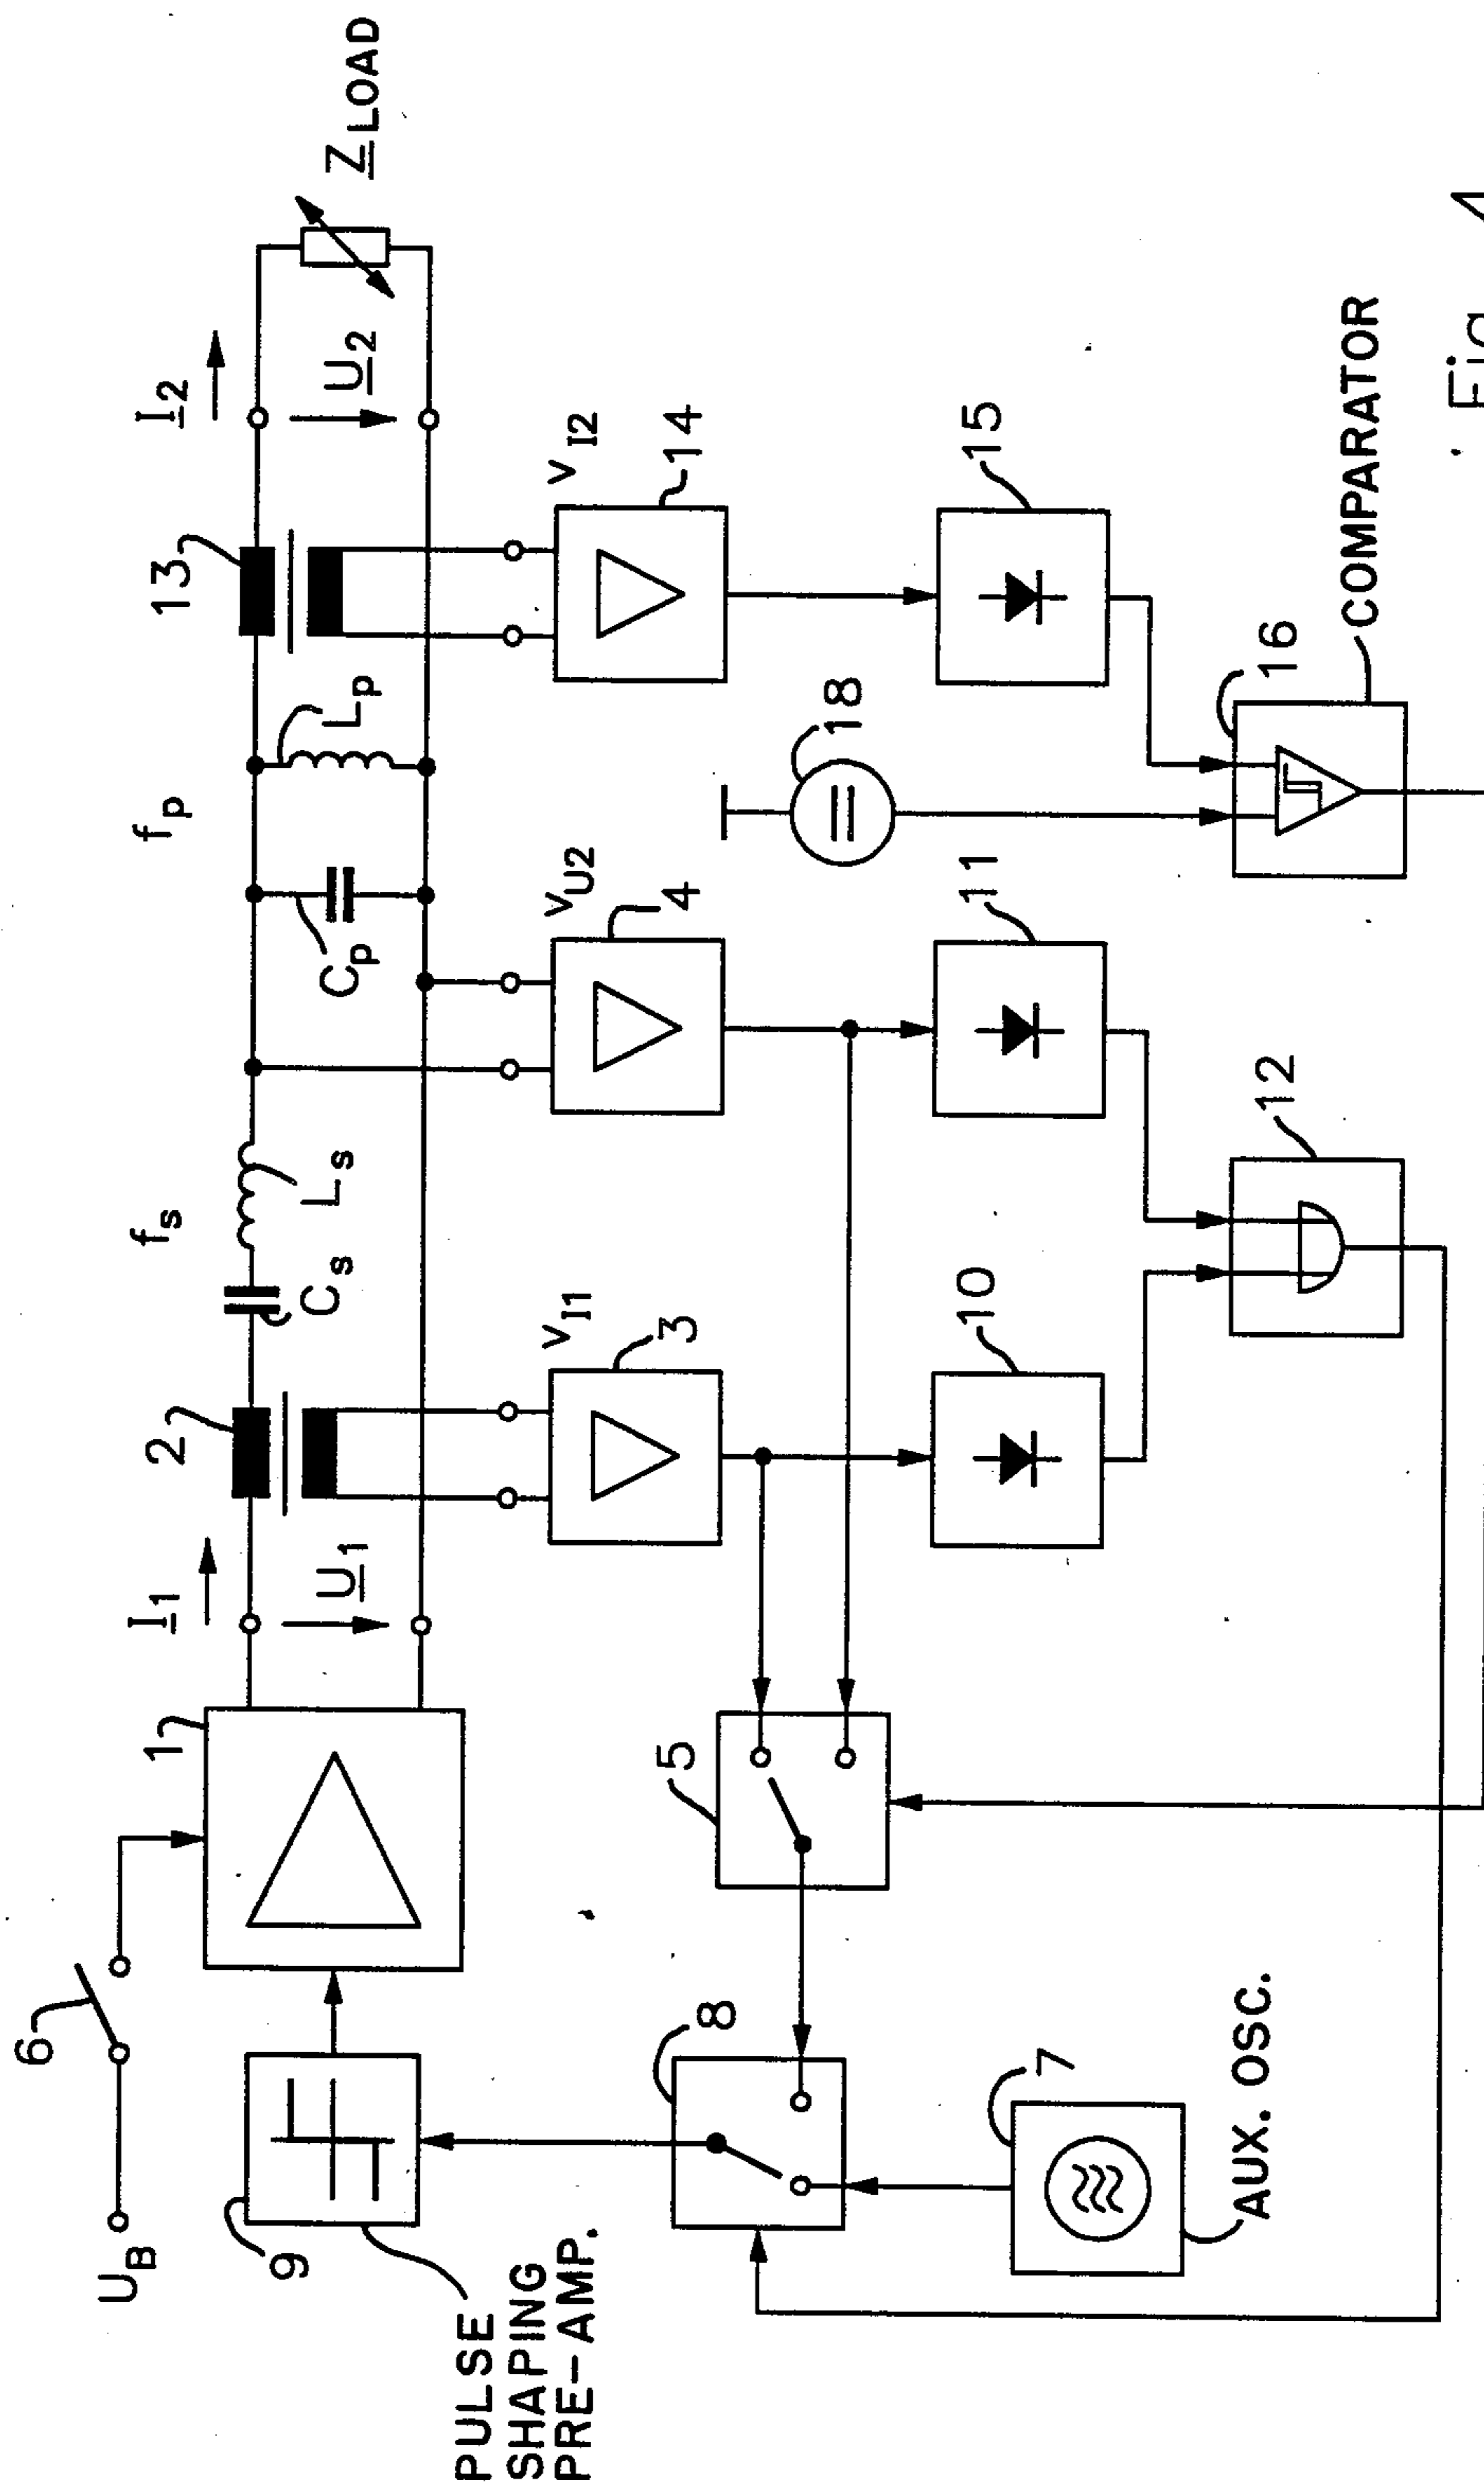 6
U_B
1
I_1
U_1
2
f_s
C_s
L_s
f_p
C_p
L_p
13
I_2
U_2
Z_LOAD
9
PULSE
SHAPING
PRE-AMP.
8
5
v_I1
3
v_U2
4
v_I2
14
18
7
AUX. OSC.
10
11
15
12
16
COMPARATOR